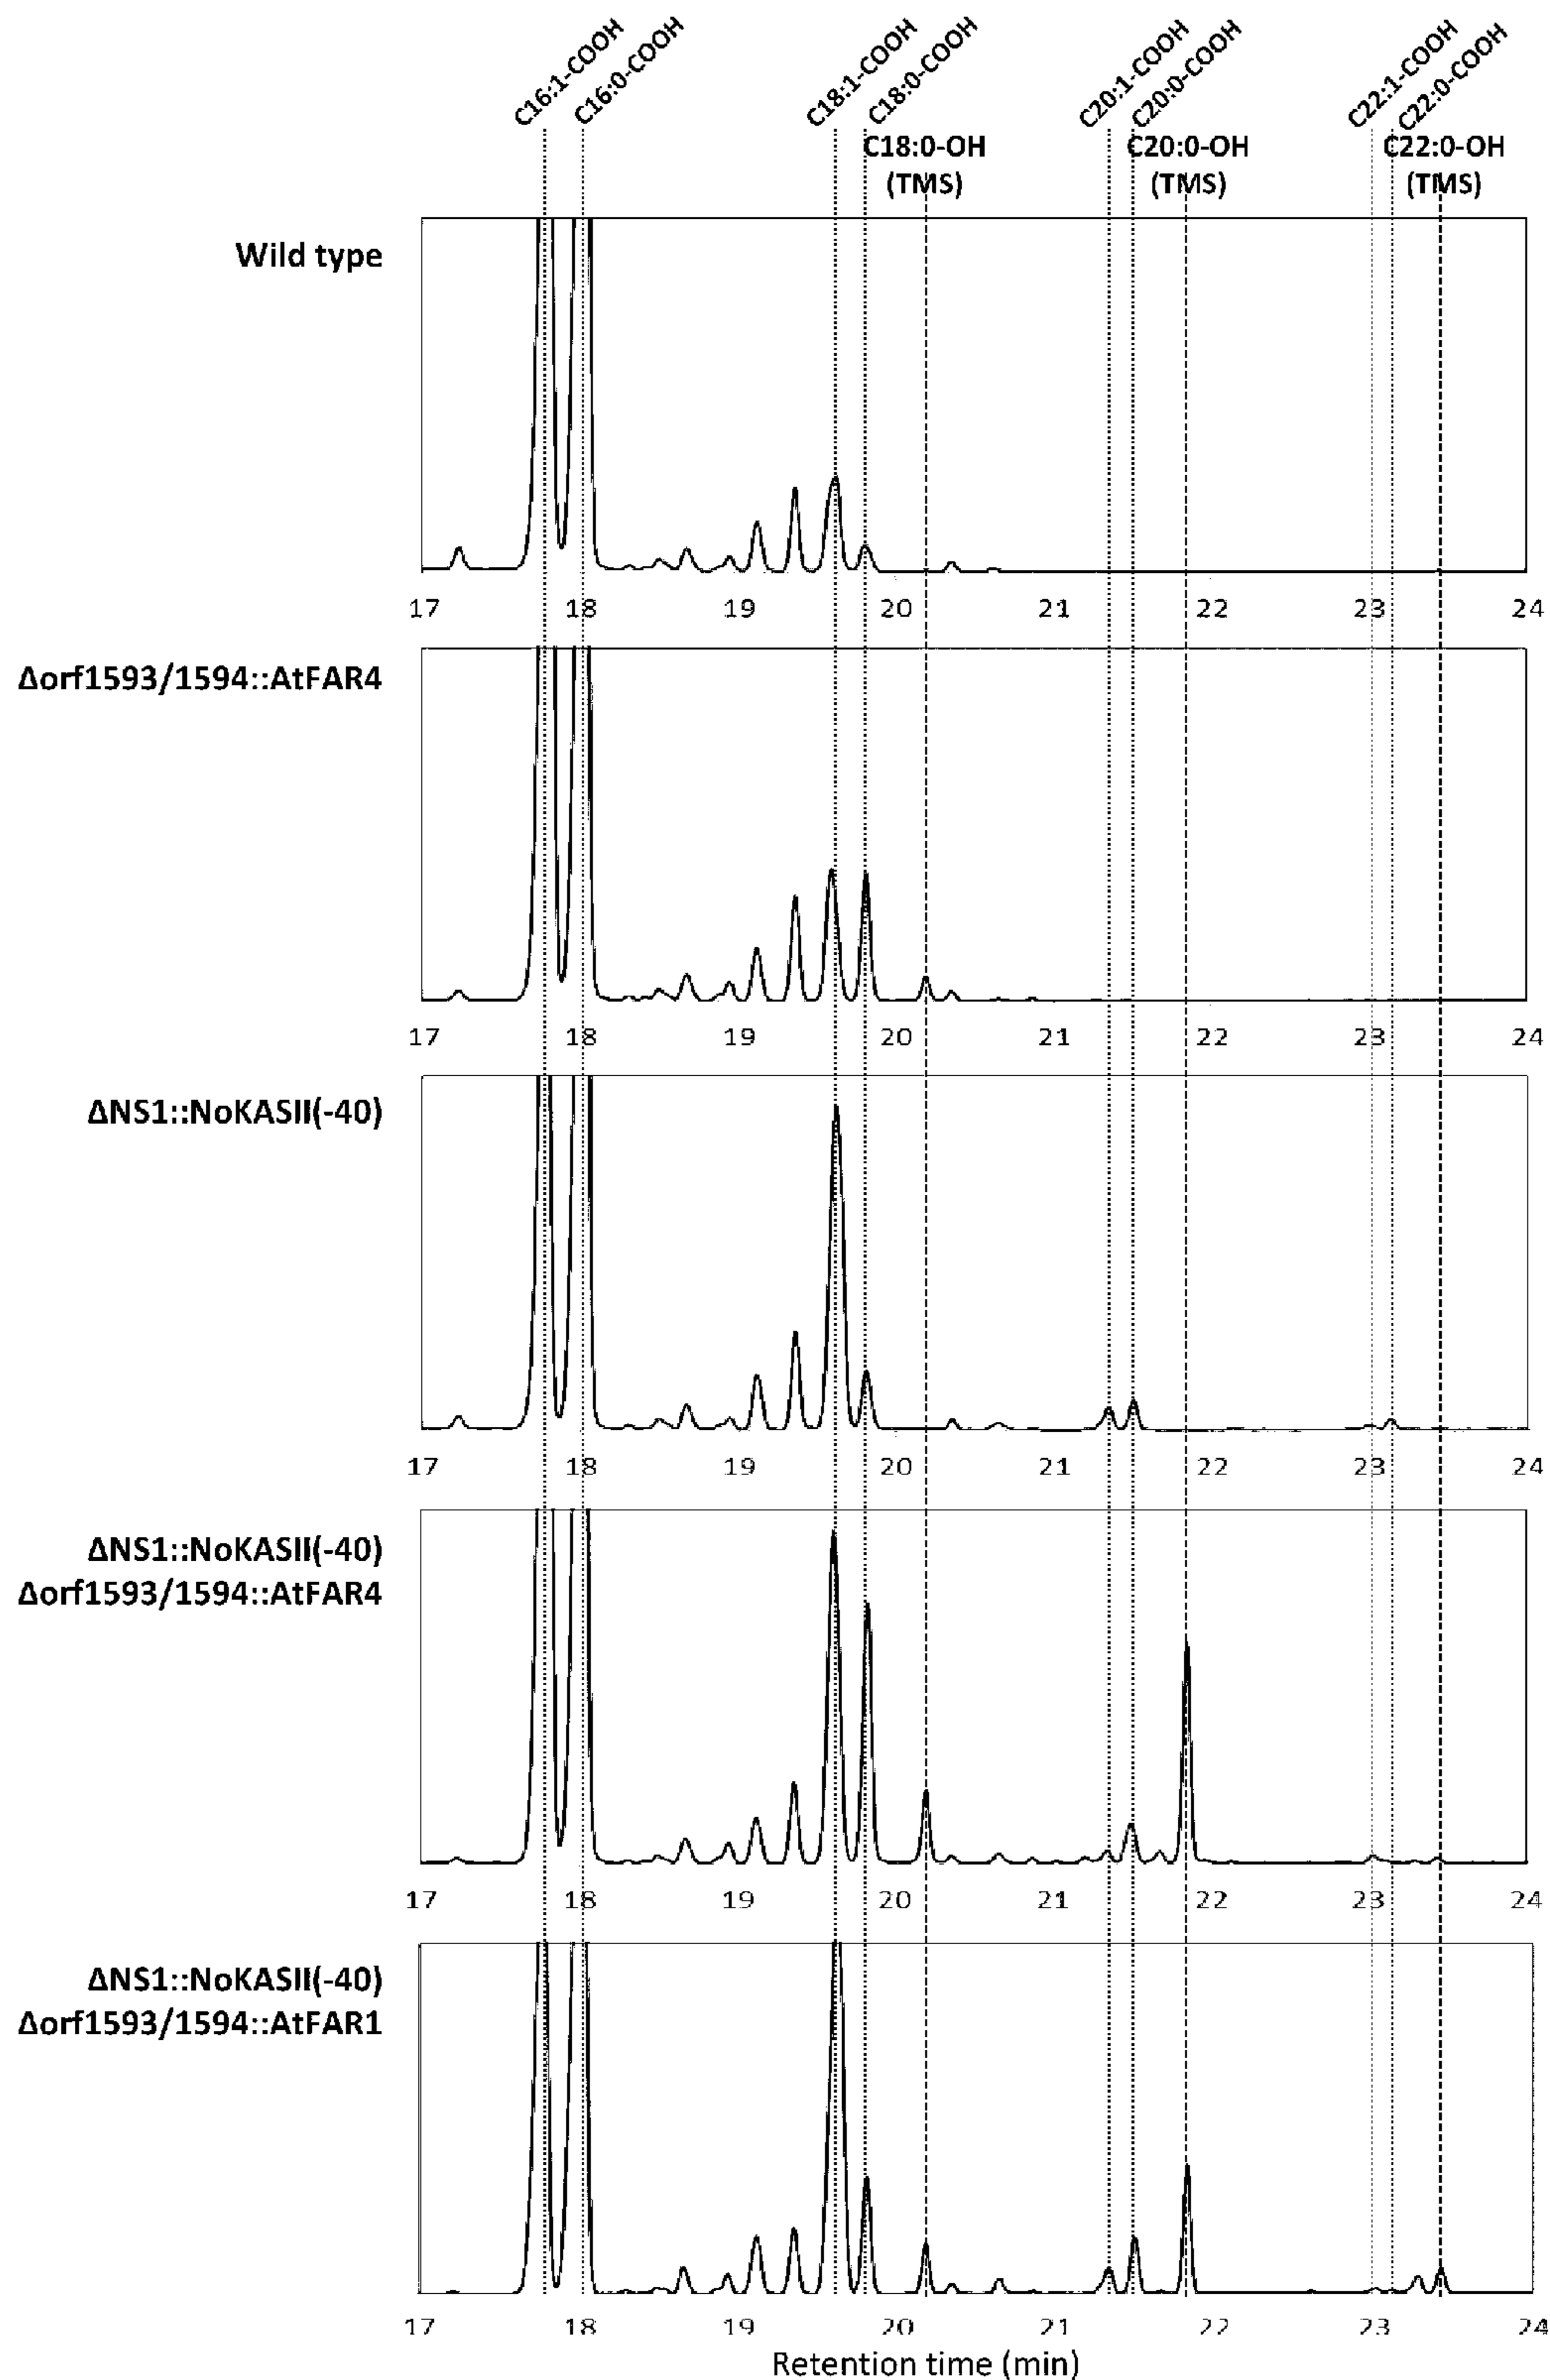 C16:1-COOH
C16:0-COOH
C18:1-COOH
C18:0-COOH
C20:1-COOH
C20:0-COOH
C22:1-COOH
C22:0-COOH
C18:0-OH
(TMS)
C20:0-OH
(TMS)
C22:0-OH
(TMS)
Wild type
17 18 19 20 21 22 23 24
Δorf1593/1594::AtFAR4
17 18 19 20 21 22 23 24
ΔNS1::NoKASII(-40)
17 18 19 20 21 22 23 24
ΔNS1::NoKASII(-40)
Δorf1593/1594::AtFAR4
17 18 19 20 21 22 23 24
ΔNS1::NoKASII(-40)
Δorf1593/1594::AtFAR1
17 18 19 20 21 22 23 24
Retention time (min)